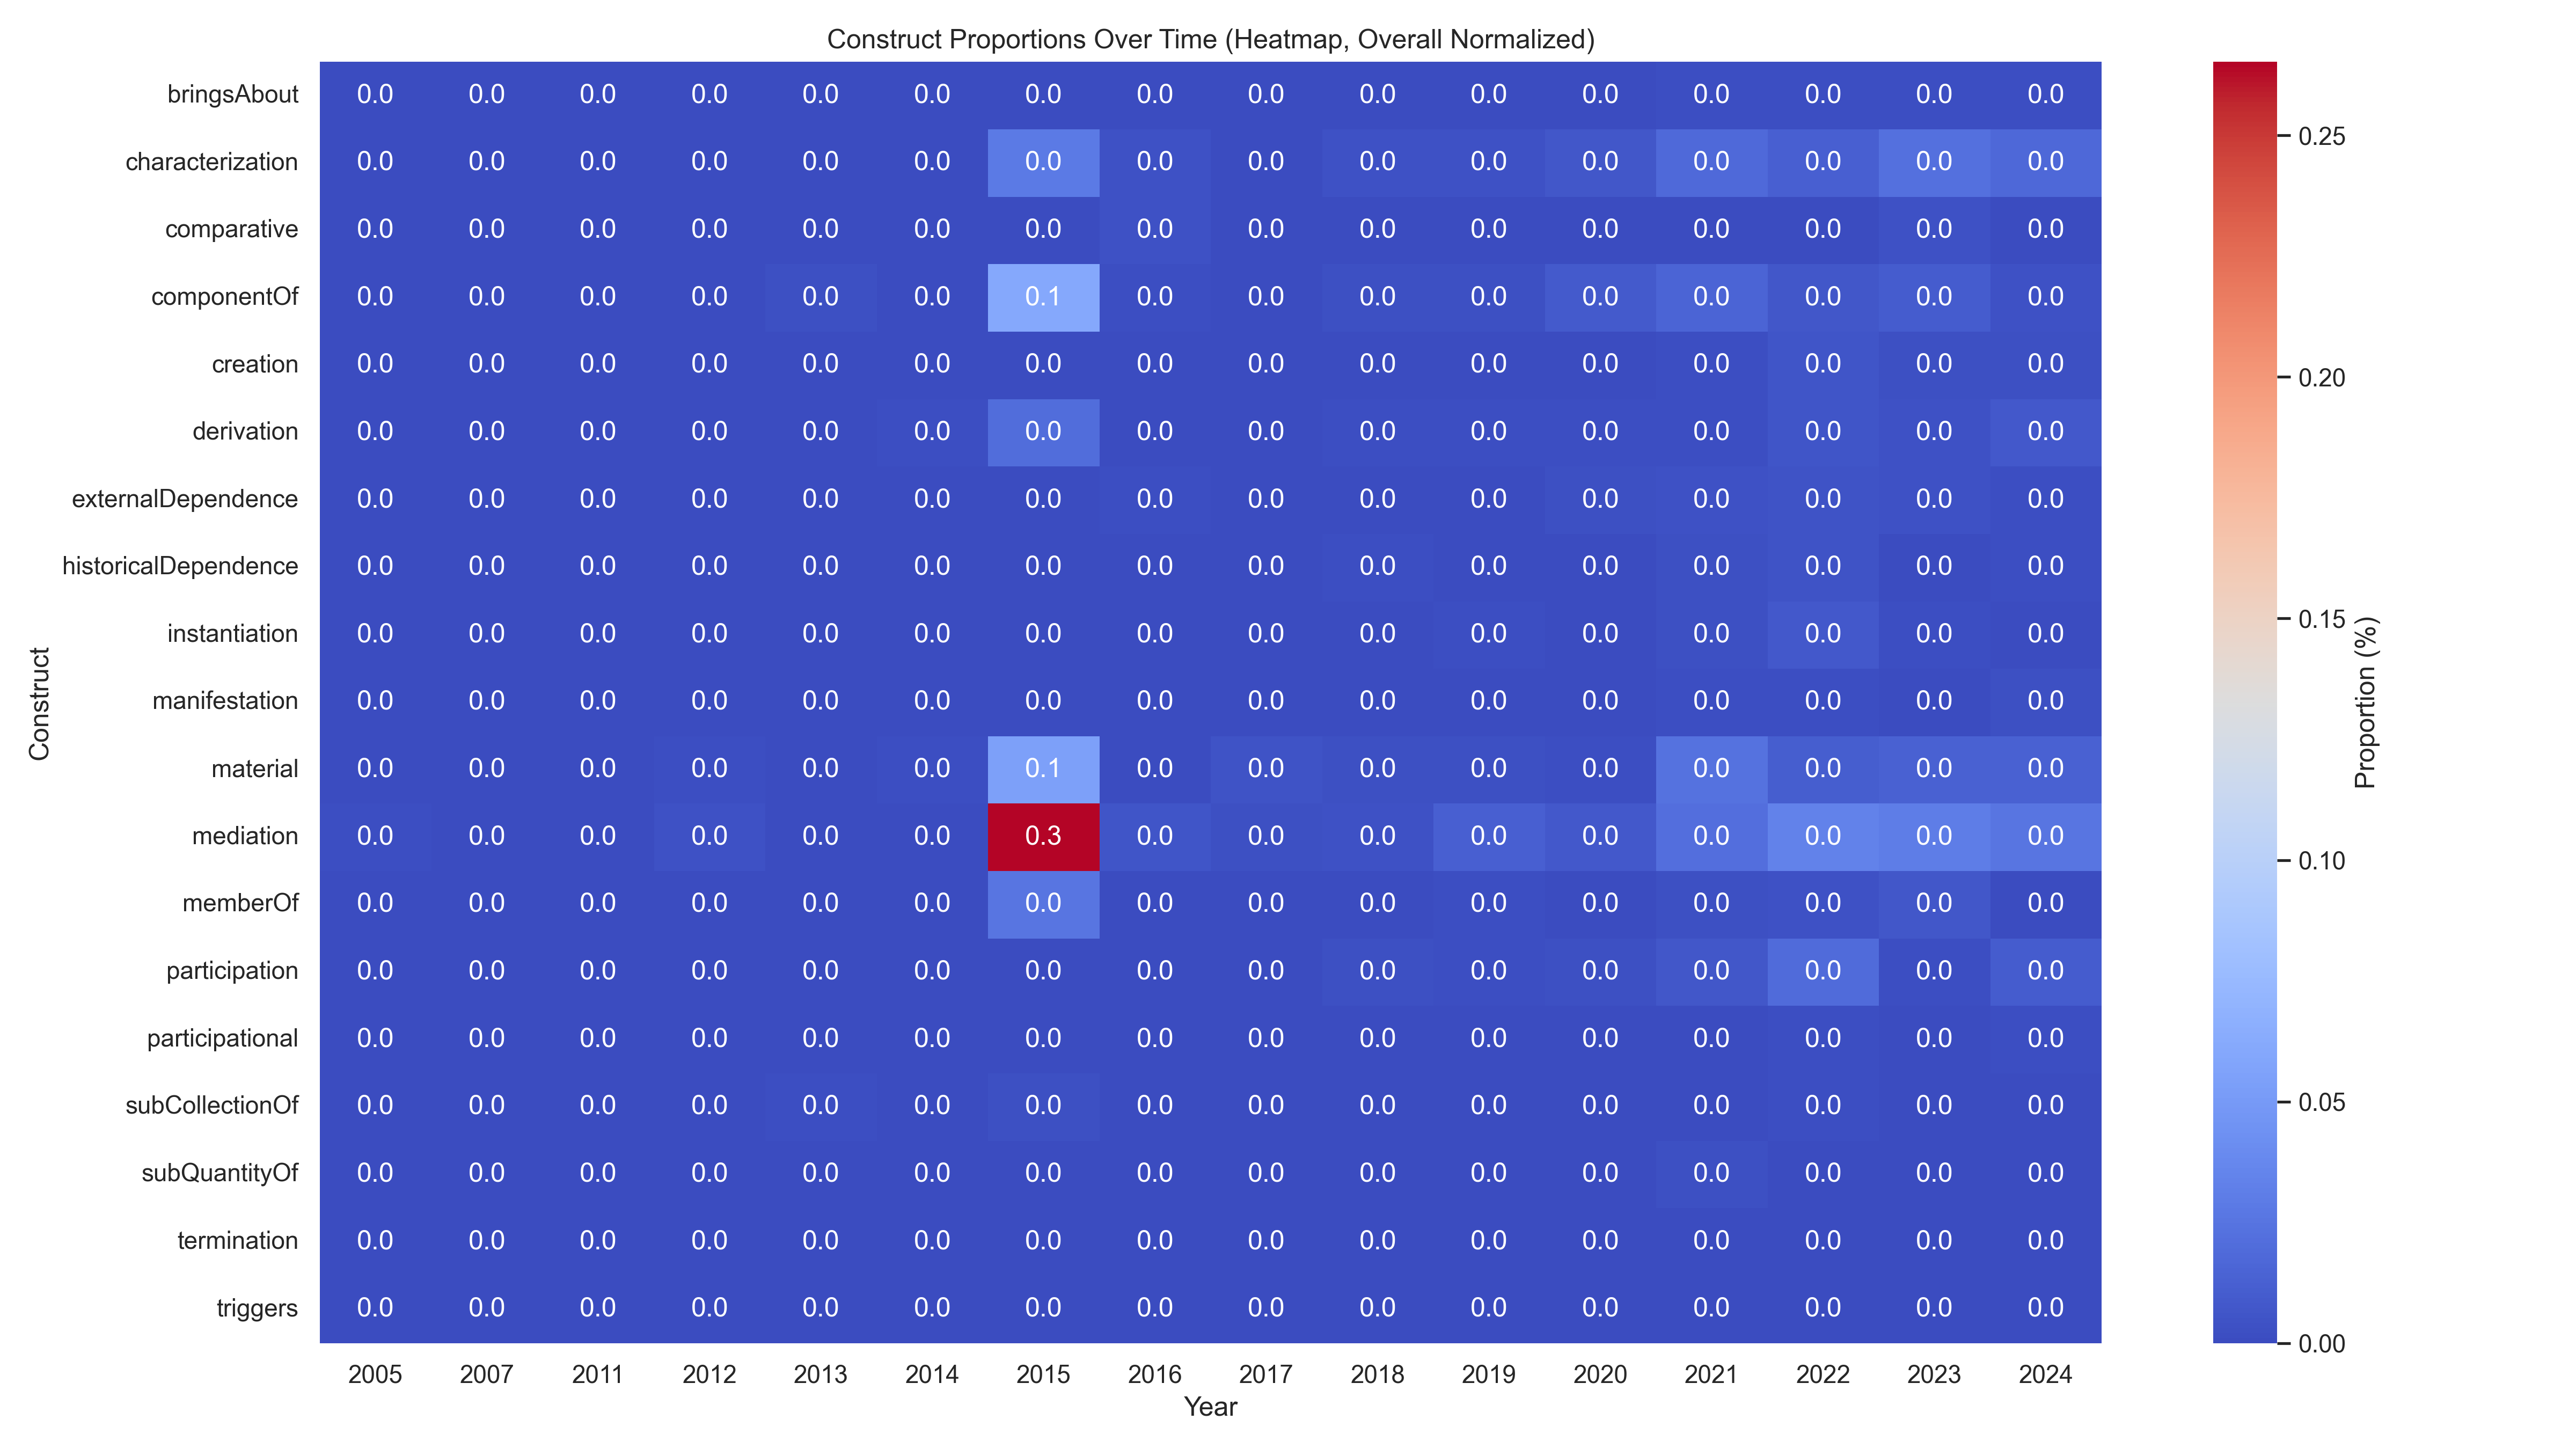 Construct Proportions Over Time (Heatmap, Overall Normalized)
bringsAbout 0.0 0.0 0.0 0.0 0.0 0.0 0.0 0.0 0.0 0.0 0.0 0.0 0.0 0.0 0.0 0.0
characterization 0.0 0.0 0.0 0.0 0.0 0.0 0.0 0.0 0.0 0.0 0.0 0.0 0.0 0.0 0.0 0.0
comparative 0.0 0.0 0.0 0.0 0.0 0.0 0.0 0.0 0.0 0.0 0.0 0.0 0.0 0.0 0.0 0.0
componentOf 0.0 0.0 0.0 0.0 0.0 0.0 0.1 0.0 0.0 0.0 0.0 0.0 0.0 0.0 0.0 0.0
creation 0.0 0.0 0.0 0.0 0.0 0.0 0.0 0.0 0.0 0.0 0.0 0.0 0.0 0.0 0.0 0.0
derivation 0.0 0.0 0.0 0.0 0.0 0.0 0.0 0.0 0.0 0.0 0.0 0.0 0.0 0.0 0.0 0.0
externalDependence 0.0 0.0 0.0 0.0 0.0 0.0 0.0 0.0 0.0 0.0 0.0 0.0 0.0 0.0 0.0 0.0
historicalDependence 0.0 0.0 0.0 0.0 0.0 0.0 0.0 0.0 0.0 0.0 0.0 0.0 0.0 0.0 0.0 0.0
instantiation 0.0 0.0 0.0 0.0 0.0 0.0 0.0 0.0 0.0 0.0 0.0 0.0 0.0 0.0 0.0 0.0
manifestation 0.0 0.0 0.0 0.0 0.0 0.0 0.0 0.0 0.0 0.0 0.0 0.0 0.0 0.0 0.0 0.0
material 0.0 0.0 0.0 0.0 0.0 0.0 0.1 0.0 0.0 0.0 0.0 0.0 0.0 0.0 0.0 0.0
mediation 0.0 0.0 0.0 0.0 0.0 0.0 0.3 0.0 0.0 0.0 0.0 0.0 0.0 0.0 0.0 0.0
memberOf 0.0 0.0 0.0 0.0 0.0 0.0 0.0 0.0 0.0 0.0 0.0 0.0 0.0 0.0 0.0 0.0
participation 0.0 0.0 0.0 0.0 0.0 0.0 0.0 0.0 0.0 0.0 0.0 0.0 0.0 0.0 0.0 0.0
participational 0.0 0.0 0.0 0.0 0.0 0.0 0.0 0.0 0.0 0.0 0.0 0.0 0.0 0.0 0.0 0.0
subCollectionOf 0.0 0.0 0.0 0.0 0.0 0.0 0.0 0.0 0.0 0.0 0.0 0.0 0.0 0.0 0.0 0.0
subQuantityOf 0.0 0.0 0.0 0.0 0.0 0.0 0.0 0.0 0.0 0.0 0.0 0.0 0.0 0.0 0.0 0.0
termination 0.0 0.0 0.0 0.0 0.0 0.0 0.0 0.0 0.0 0.0 0.0 0.0 0.0 0.0 0.0 0.0
triggers 0.0 0.0 0.0 0.0 0.0 0.0 0.0 0.0 0.0 0.0 0.0 0.0 0.0 0.0 0.0 0.0
2005 2007 2011 2012 2013 2014 2015 2016 2017 2018 2019 2020 2021 2022 2023 2024
Year
Construct
0.25
0.20
0.15
0.10
0.05
0.00
Proportion (%)